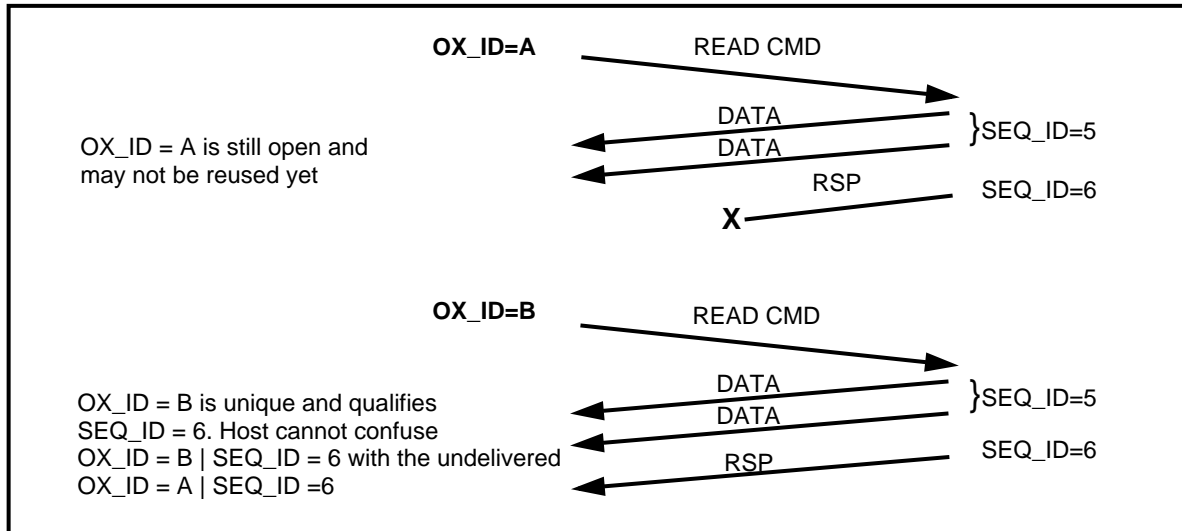 OX_ID=A
READ CMD
DATA
}SEQ_ID=5
OX_ID = A is still open and
DATA
may not be reused yet
RSP
SEQ_ID=6
X
OX_ID=B
READ CMD
DATA
}SEQ_ID=5
OX_ID = B is unique and qualifies
DATA
SEQ_ID = 6. Host cannot confuse
SEQ_ID=6
OX_ID = B | SEQ_ID = 6 with the undelivered
RSP
OX_ID = A | SEQ_ID =6